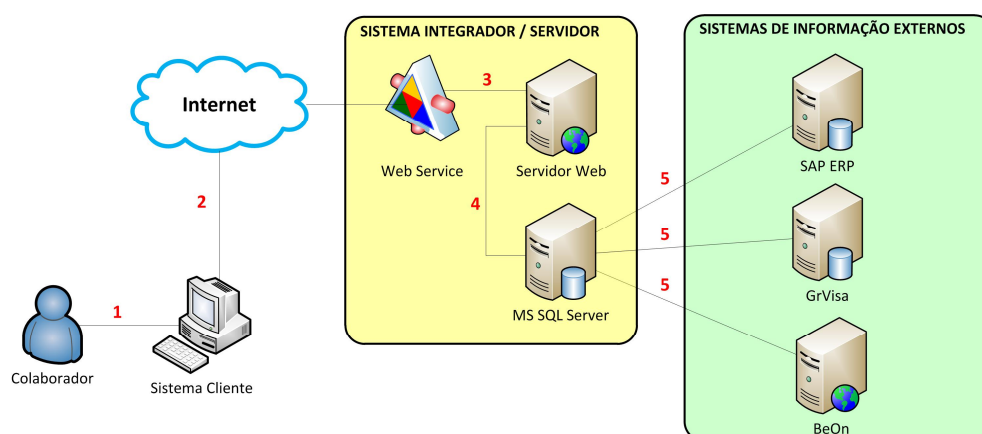 SISTEMA INTEGRADOR / SERVIDOR
SISTEMAS DE INFORMAÇÃO EXTERNOS
Internet
3
Web Service
Servidor Web
SAP ERP
2
4
5
5
5
MS SQL Server
GrVisa
1
Colaborador
Sistema Cliente
BeOn